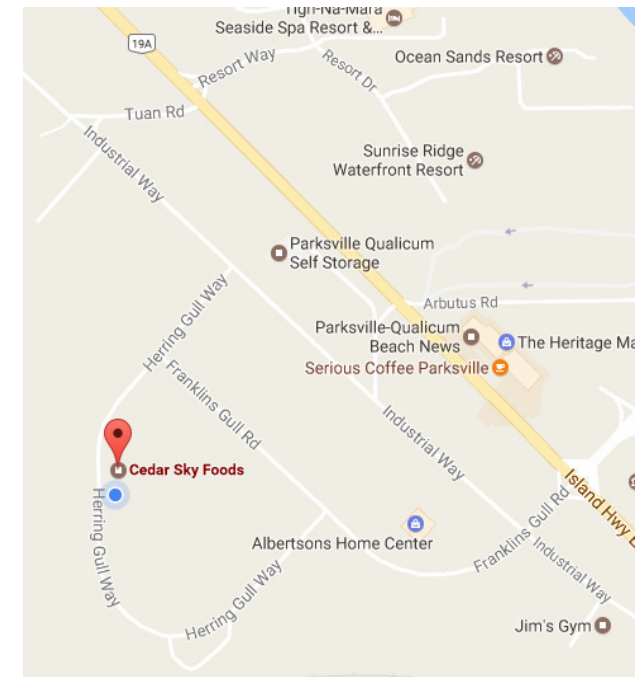 Tigh-Na-Mara
Seaside Spa Resort &...
19A
Resort Way
Resort Dr
Ocean Sands Resort
Tuan Rd
Industrial Way
Sunrise Ridge
Waterfront Resort
Parksville Qualicum
Self Storage
Herring Gull Way
Arbutus Rd
Parksville-Qualicum
Beach News
The Heritage Ma
Serious Coffee Parksville
Franklins Gull Rd
Industrial Way
Cedar Sky Foods
Island Hwy E
Herring Gull Way
Franklins Gull Rd
Albertsons Home Center
Industrial Way
Herring Gull Way
Jim's Gym